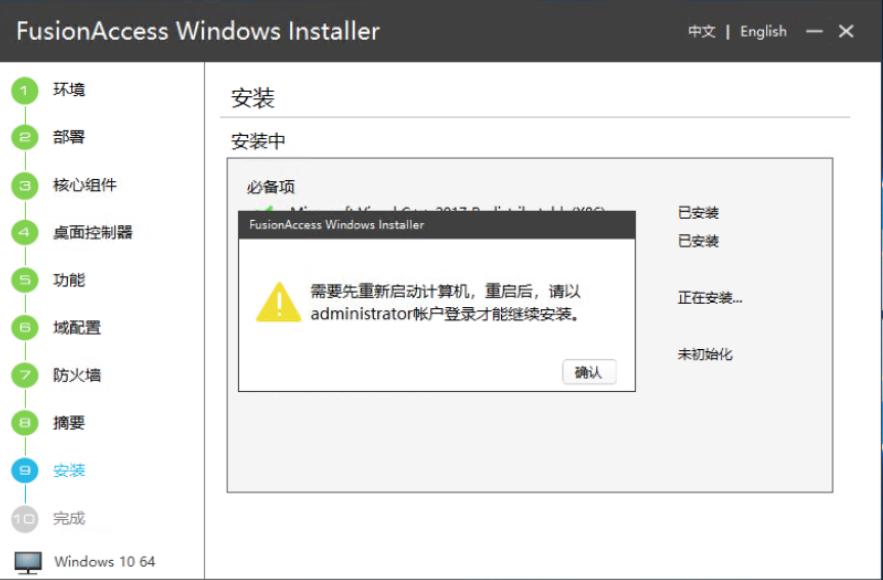 FusionAccess Windows Installer
中文 | English
1 环境
2 部署
3 核心组件
4 桌面控制器
5 功能
6 域配置
7 防火墙
8 摘要
9 安装
10 完成
Windows 10 64
安装
安装中
必备项
已安装
已安装
正在安装...
未初始化
FusionAccess Windows Installer
需要先重新启动计算机，重启后，请以
administrator帐户登录才能继续安装。
确认